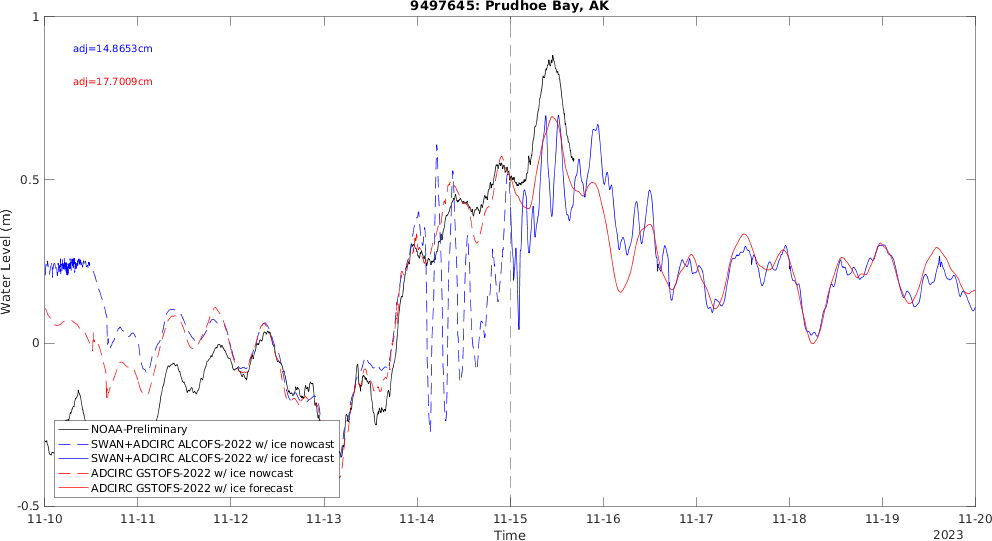 9497645: Prudhoe Bay, AK
adj=14.8653cm
adj=17.7009cm
Water Level (m)
1
0.5
0
-0.5
NOAA-Preliminary
SWAN+ADCIRC ALCOFS-2022 w/ ice nowcast
SWAN+ADCIRC ALCOFS-2022 w/ ice forecast
ADCIRC GSTOFS-2022 w/ ice nowcast
ADCIRC GSTOFS-2022 w/ ice forecast
11-10 11-11 11-12 11-13 11-14 11-15 11-16 11-17 11-18 11-19 11-20
Time
2023